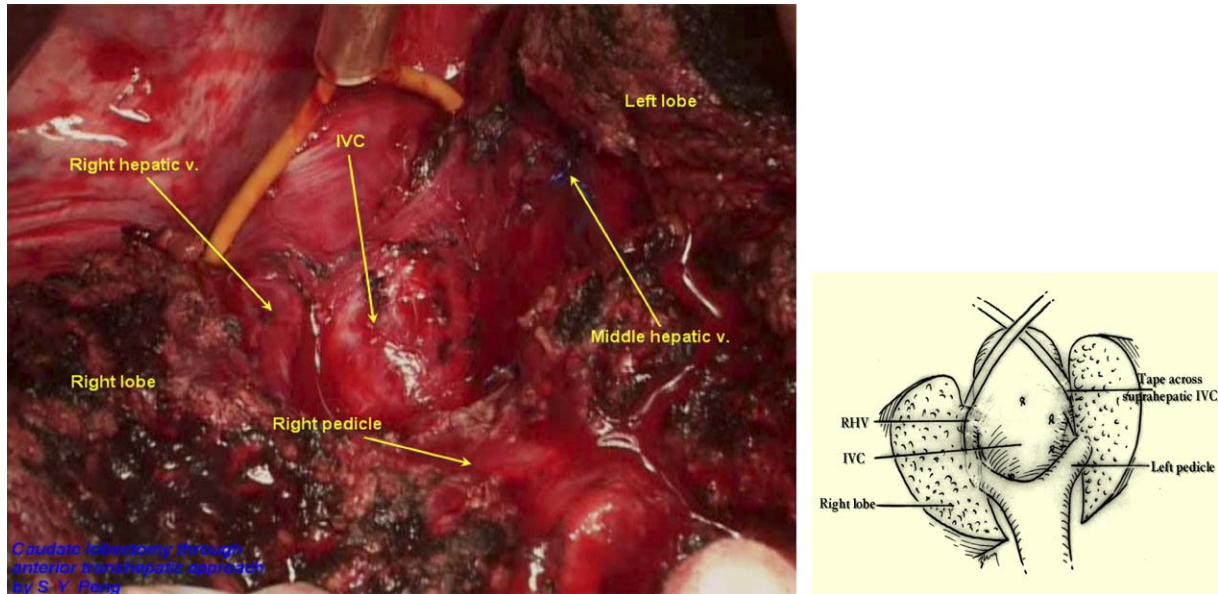 Left lobe
IVC
Right hepatic v.
Middle hepatic v.
Right lobe
Right pedicle
Caudate lobectomy through
anterior transhepatic approach
by S. Y. Peng
Tape across
suprahepatic IVC
RHV
IVC
Left pedicle
Right lobe